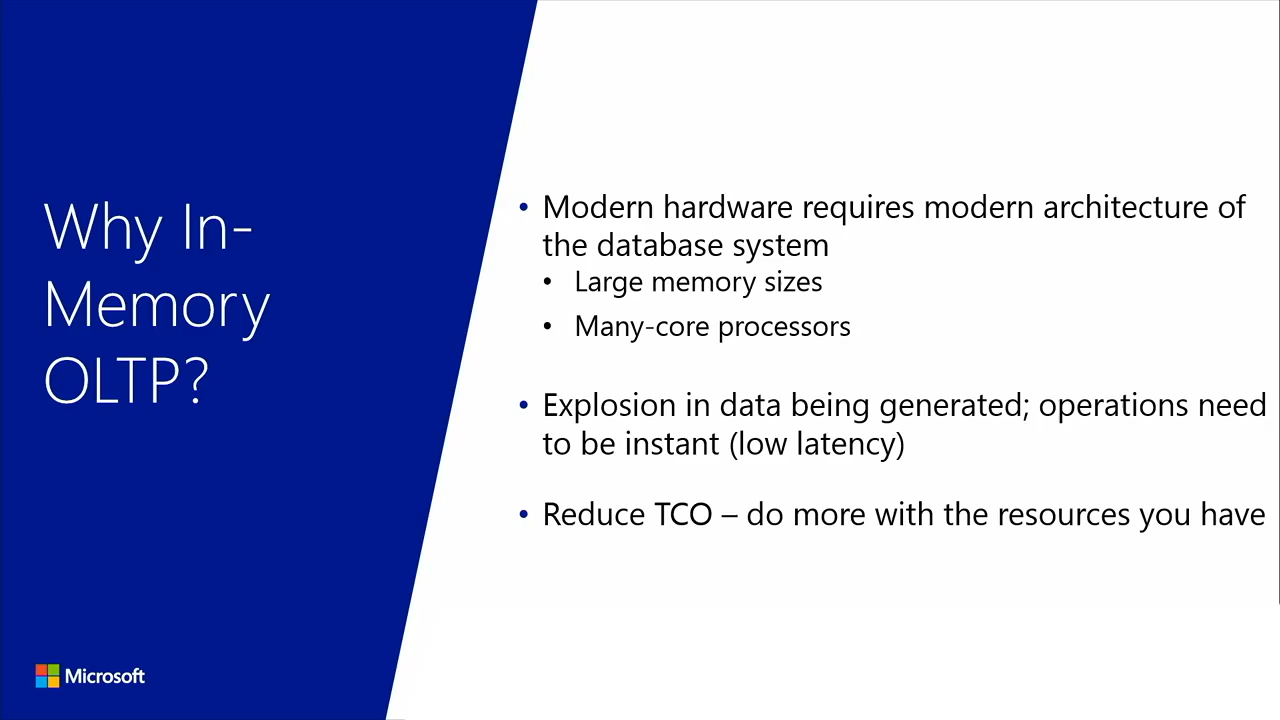 Why In-
Memory
OLTP?
• Modern hardware requires modern architecture of
the database system
• Large memory sizes
• Many-core processors
• Explosion in data being generated; operations need
to be instant (low latency)
• Reduce TCO – do more with the resources you have
Microsoft